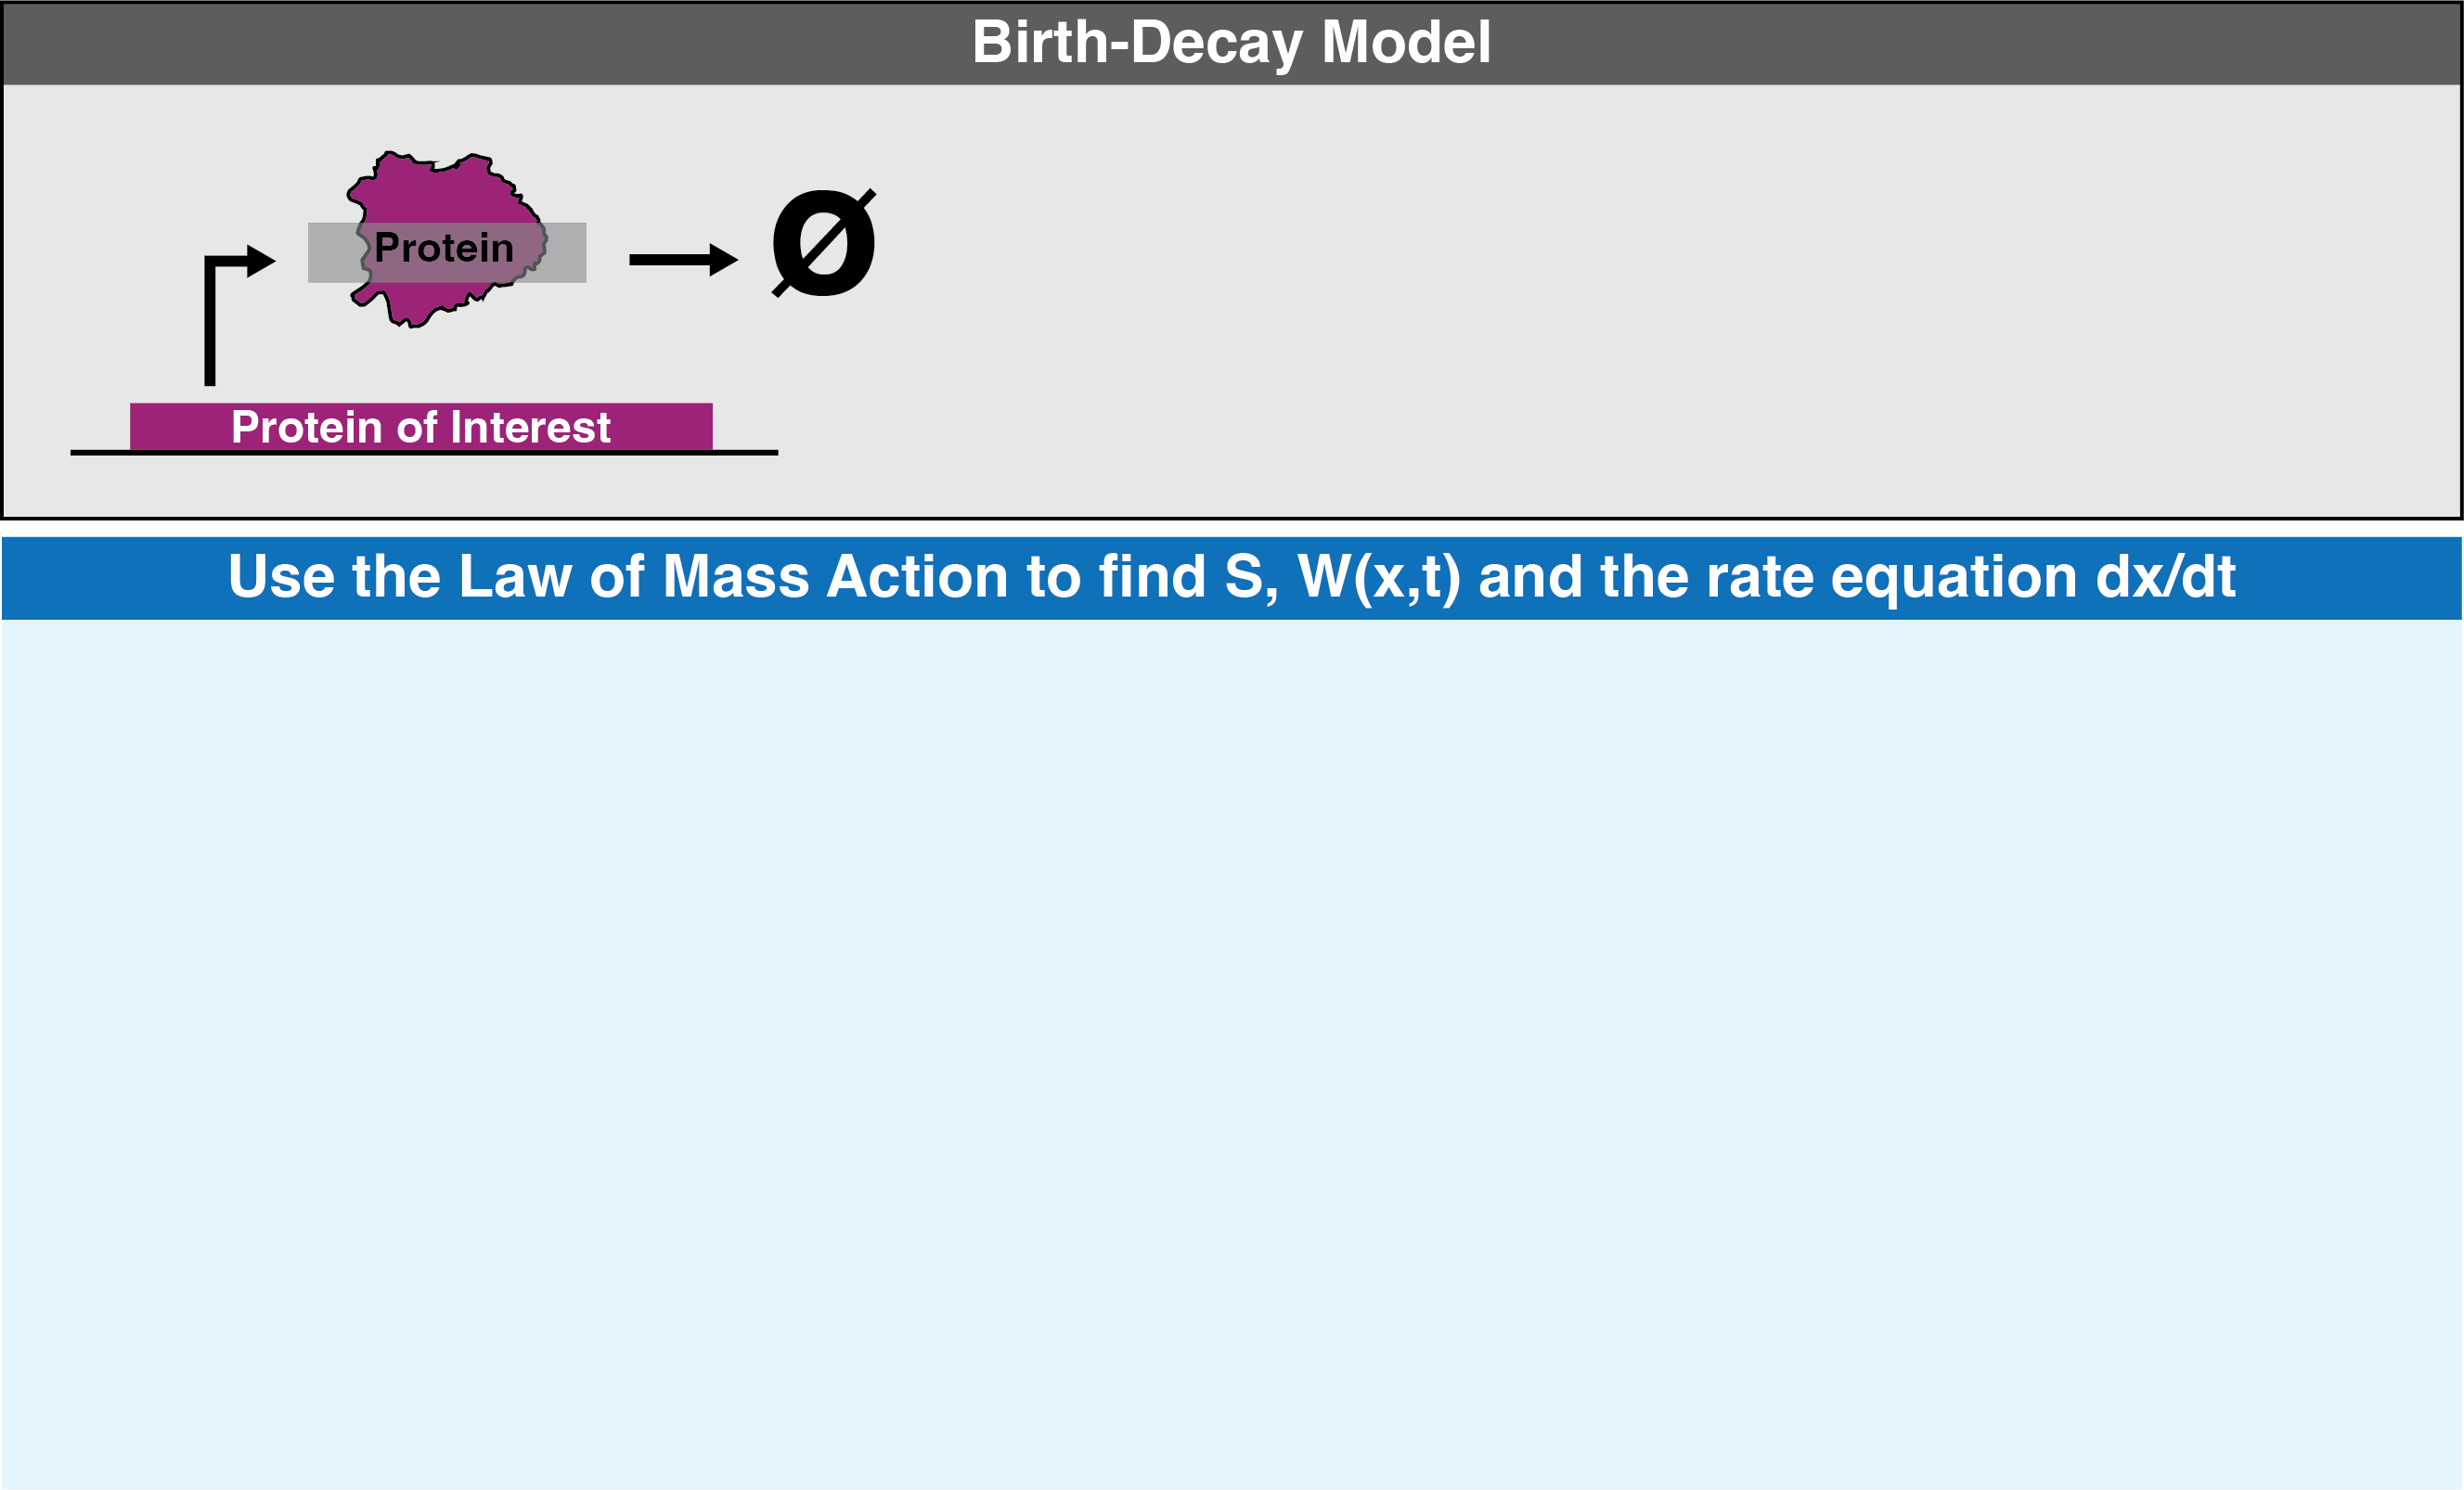 Birth-Decay Model
Protein
Ø
Protein of Interest
Use the Law of Mass Action to find S, W(x,t) and the rate equation dx/dt